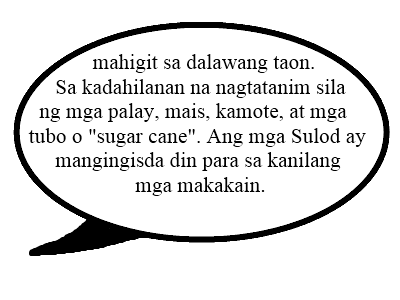 mahigit sa dalawang taon.
Sa kadahilanan na nagtatanim sila
ng mga palay, mais, kamote, at mga
tubo o "sugar cane". Ang mga Sulod ay
mangingisda din para sa kanilang
mga makakain.